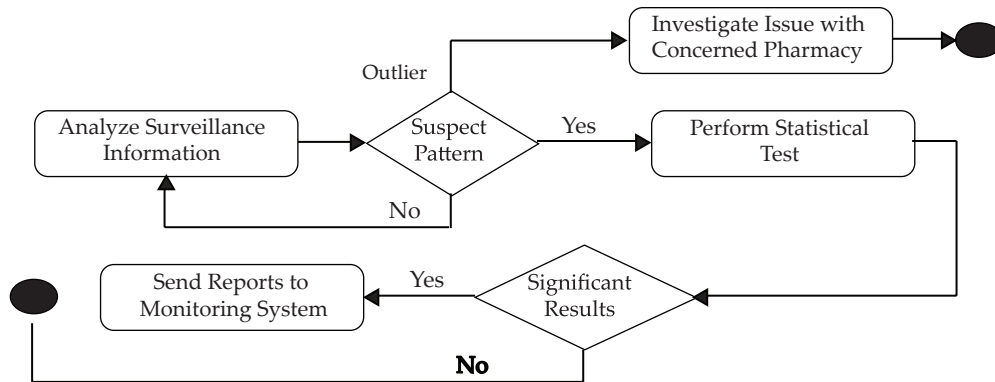 Investigate Issue with
Concerned Pharmacy
Outlier
Analyze Surveillance
Information
Suspect
Pattern
Yes
Perform Statistical
Test
No
Send Reports to
Monitoring System
Yes
Significant
Results
No